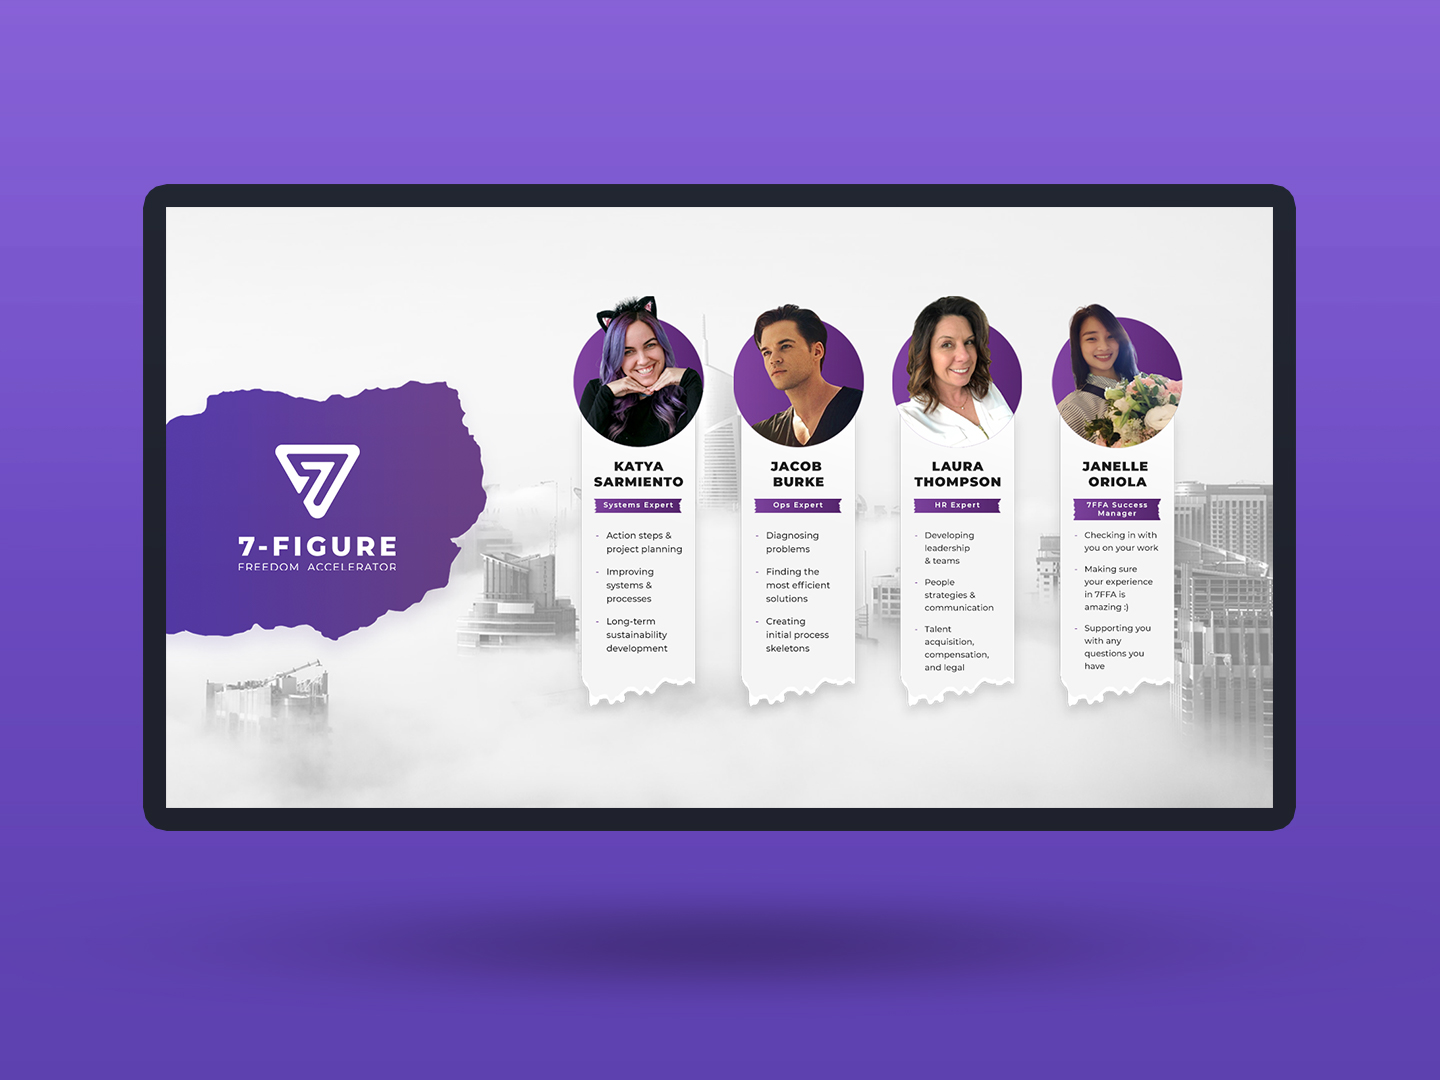 7-FIGURE
FREEDOM ACCELERATOR
KATYA
SARMIENTO
Systems Expert
- Action steps &
project planning
- Improving
systems &
processes
- Long-term
sustainability
development
JACOB
BURKE
Ops Expert
- Diagnosing
problems
- Finding the
most efficient
solutions
- Creating
initial process
skeletons
LAURA
THOMPSON
HR Expert
- Developing
leadership
& teams
- People
strategies &
communication
- Talent
acquisition,
compensation,
and legal
JANELLE
ORIOLA
7FFA Success
Manager
- Checking in with
you on your work
- Making sure
your experience
in 7FFA is
amazing :)
- Supporting you
with any
questions you
have